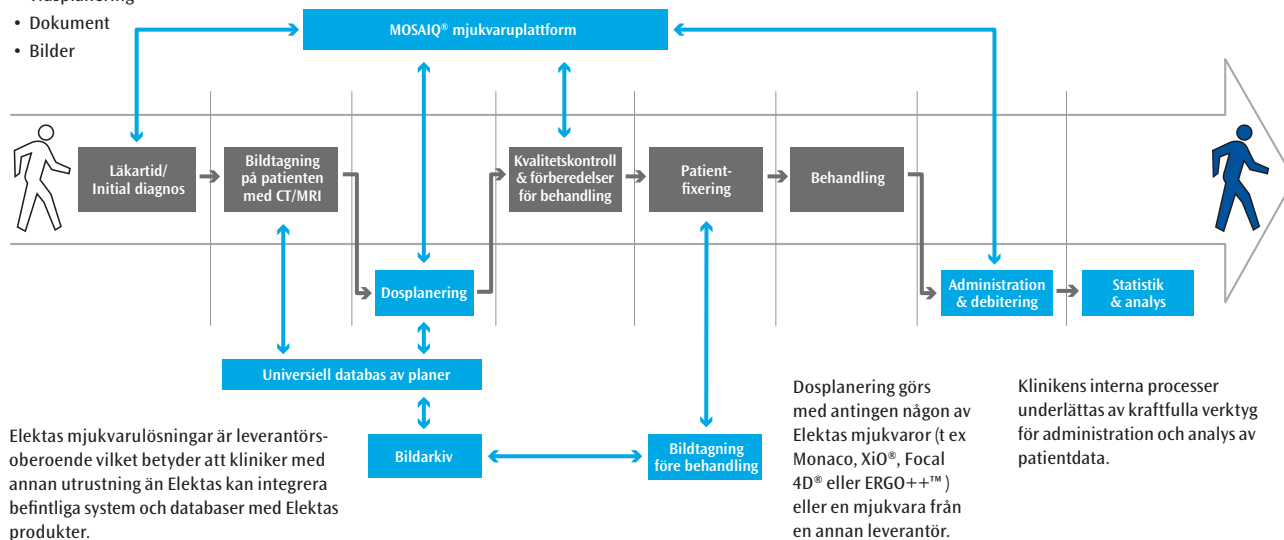 • Dokument
• Bilder
MOSAIQ® mjukvaruplattform
Läkartid/
Initial diagnos
Bildtagning
på patienten
med CT/MRI
Kvalitetskontroll
& förberedelser
för behandling
Patient-
fixering
Behandling
Dosplanering
Administration
& debitering
Statistik
& analys
Universiell databas av planer
Bildarkiv
Bildtagning
före behandling
Elektas mjukvarulösningar är leverantörs-
oberoende vilket betyder att kliniker med
annan utrustning än Elektas kan integrera
befintliga system och databaser med Elektas
produkter.
Dosplanering görs
med antingen någon av
Elektas mjukvaror (t ex
Monaco, XiO®, Focal
4D® eller ERGO++™)
eller en mjukvara från
en annan leverantör.
Klinikens interna processer
underlättas av kraftfulla verktyg
för administration och analys av
patientdata.